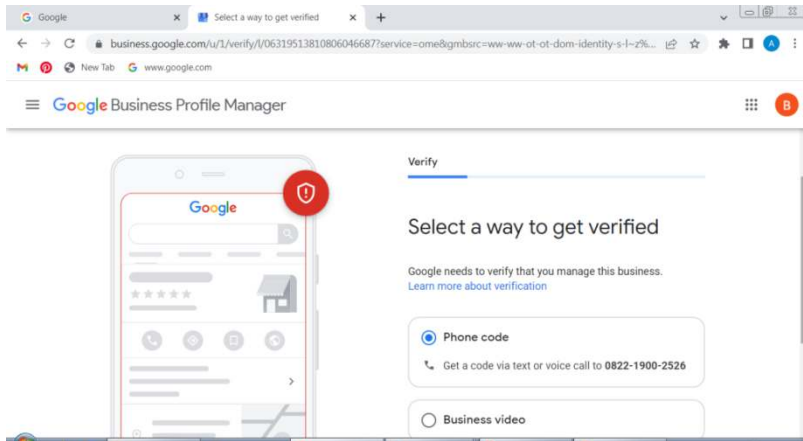 Google
Select a way to get verified
business.google.com/u/1/verify/l/06319513810806046687?service=ome&gmbsrc=ww-ww-ot-ot-dom-identity-s-l~z%...
A
New Tab
www.google.com
Google Business Profile Manager
B
Verify
Google
Select a way to get verified
Google needs to verify that you manage this business.
Learn more about verification
Phone code
Get a code via text or voice call to 0822-1900-2526
Business video